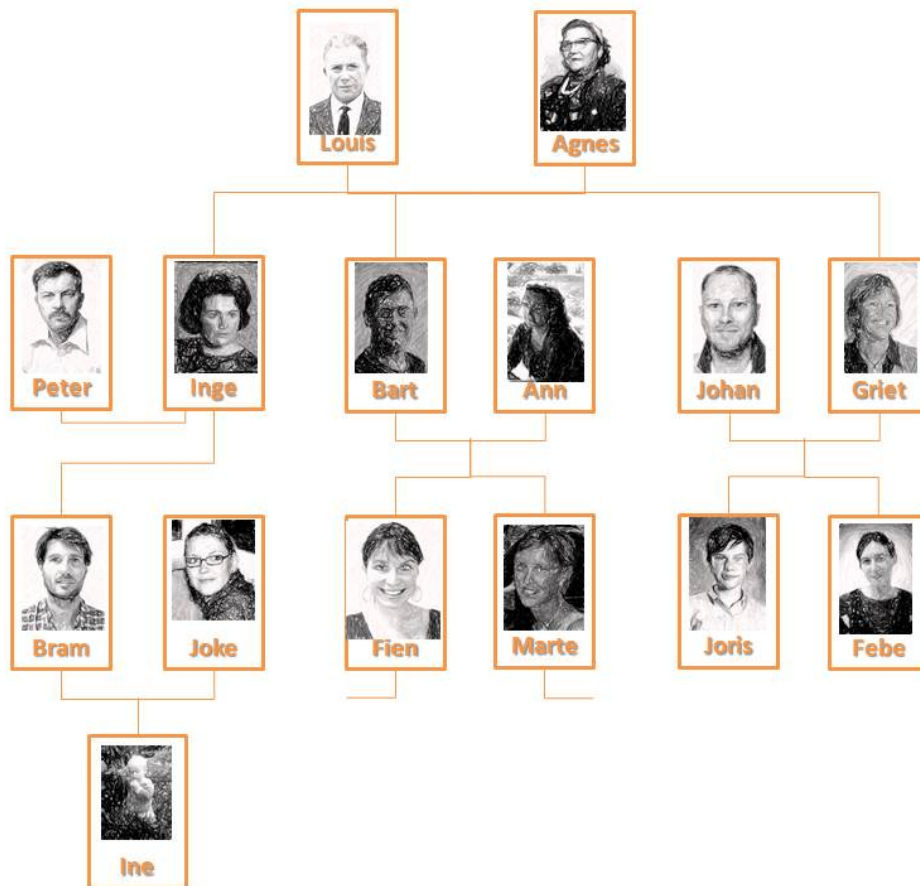 Louis
Agnes
Peter
Inge
Bart
Ann
Johan
Griet
Bram
Joke
Fien
Marte
Joris
Febe
Ine